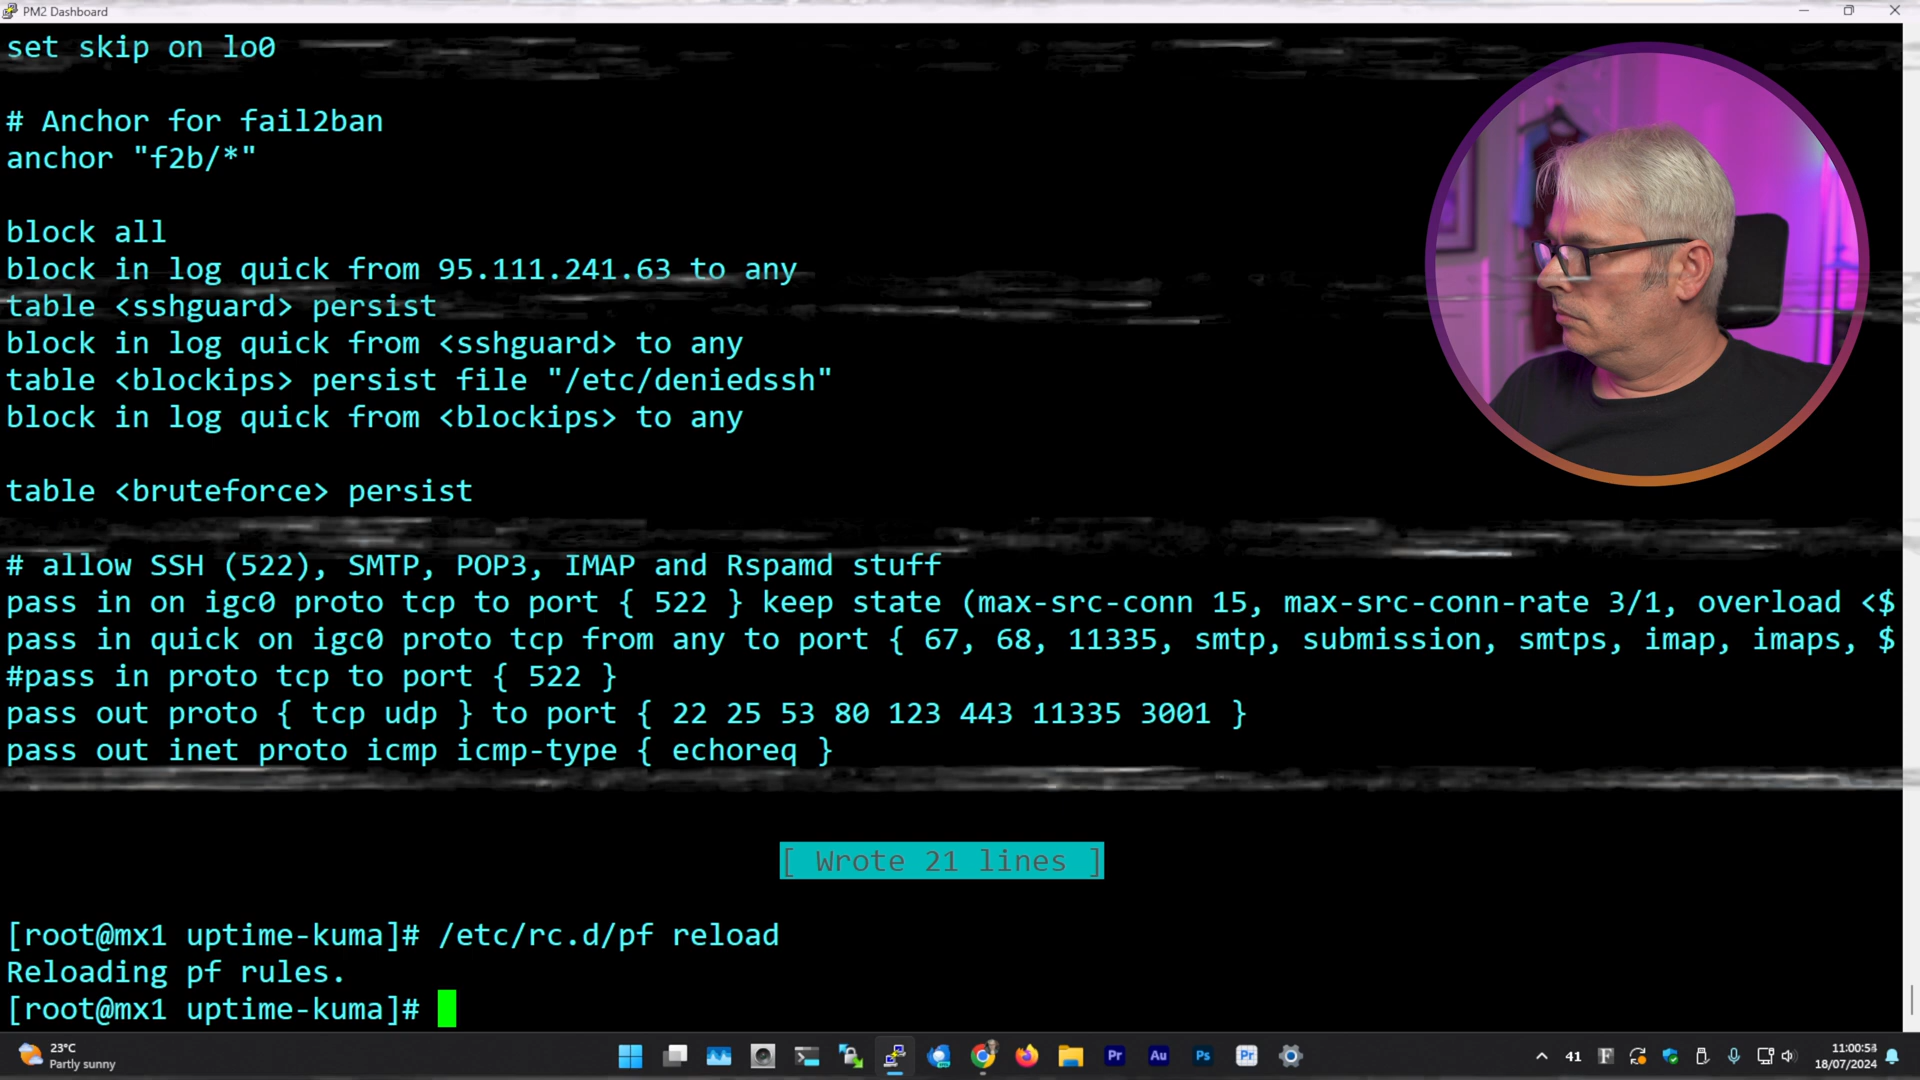 PM2 Dashboard
set skip on lo0
# Anchor for fail2ban
anchor "f2b/*"
block all
block in log quick from 95.111.241.63 to any
table <sshguard> persist
block in log quick from <sshguard> to any
table <blockips> persist file "/etc/deniedssh"
block in log quick from <blockips> to any
table <bruteforce> persist
# allow SSH (522), SMTP, POP3, IMAP and Rspamd stuff
pass in on igc0 proto tcp to port { 522 } keep state (max-src-conn 15, max-src-conn-rate 3/1, overload <$
pass in quick on igc0 proto tcp from any to port { 67, 68, 11335, smtp, submission, smtps, imap, imaps, $
#pass in proto tcp to port { 522 }
pass out proto { tcp udp } to port { 22 25 53 80 123 443 11335 3001 }
pass out inet proto icmp icmp-type { echoreq }
[ Wrote 21 lines ]
[root@mx1 uptime-kuma]# /etc/rc.d/pf reload
Reloading pf rules.
[root@mx1 uptime-kuma]#
23°C
Partly sunny
Pr
Au
Ps
Pr
41
F
11:00:54
18/07/2024